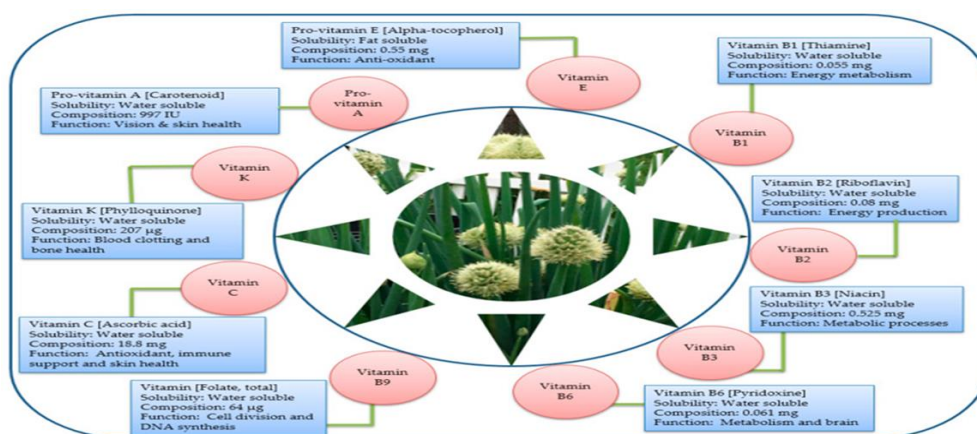 Pro-vitamin E [Alpha-tocopherol]
Solubility: Fat soluble
Composition: 0.55 mg
Function: Anti-oxidant
Vitamin
E
Vitamin B1 [Thiamine]
Solubility: Water soluble
Composition: 0.055 mg
Function: Energy metabolism
Vitamin
B1
Vitamin B2 [Riboflavin]
Solubility: Water soluble
Composition: 0.08 mg
Function: Energy production
Vitamin
B2
Vitamin B3 [Niacin]
Solubility: Water soluble
Composition: 0.525 mg
Function: Metabolic processes
Vitamin
B3
Vitamin B6 [Pyridoxine]
Solubility: Water soluble
Composition: 0.061 mg
Function: Metabolism and brain
Vitamin
B6
Vitamin [Folate, total]
Solubility: Water soluble
Composition: 64 µg
Function: Cell division and
DNA synthesis
Vitamin
B9
Vitamin C [Ascorbic acid]
Solubility: Water soluble
Composition: 18.8 mg
Function: Antioxidant, immune
support and skin health
Vitamin
C
Vitamin K [Phylloquinone]
Solubility: Water soluble
Composition: 207 µg
Function: Blood clotting and
bone health
Vitamin
K
Pro-vitamin A [Carotenoid]
Solubility: Water soluble
Composition: 997 IU
Function: Vision & skin health
Pro-
vitamin
A